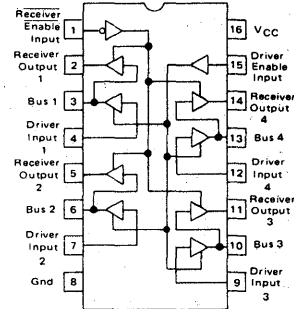 Receiver
Enable
Input
1
Receiver
Output
1
2
Bus 1
3
Driver
Input
1
4
Receiver
Output
2
5
Bus 2
6
Driver
Input
2
7
Gnd
8
16
VCC
15
Driver
Enable
Input
14
Receiver
Output
4
13
Bus 4
12
Driver
Input
4
11
Receiver
Output
3
10
Bus 3
9
Driver
Input
3